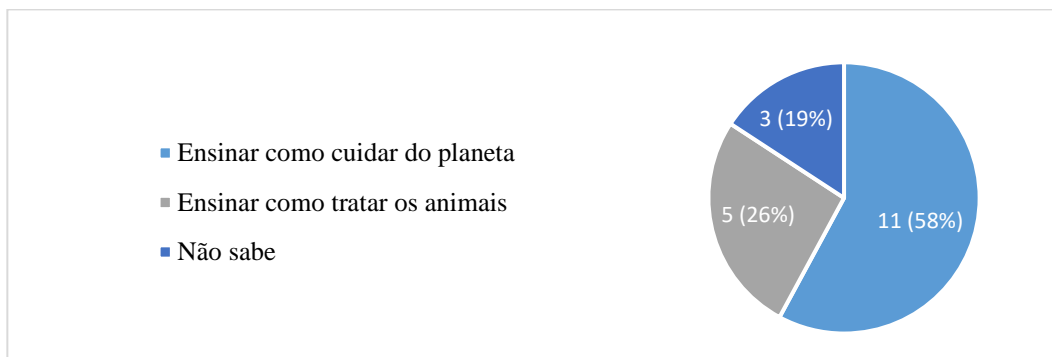 Ensinar como cuidar do planeta
Ensinar como tratar os animais
Não sabe
3 (19%)
5 (26%)
11 (58%)